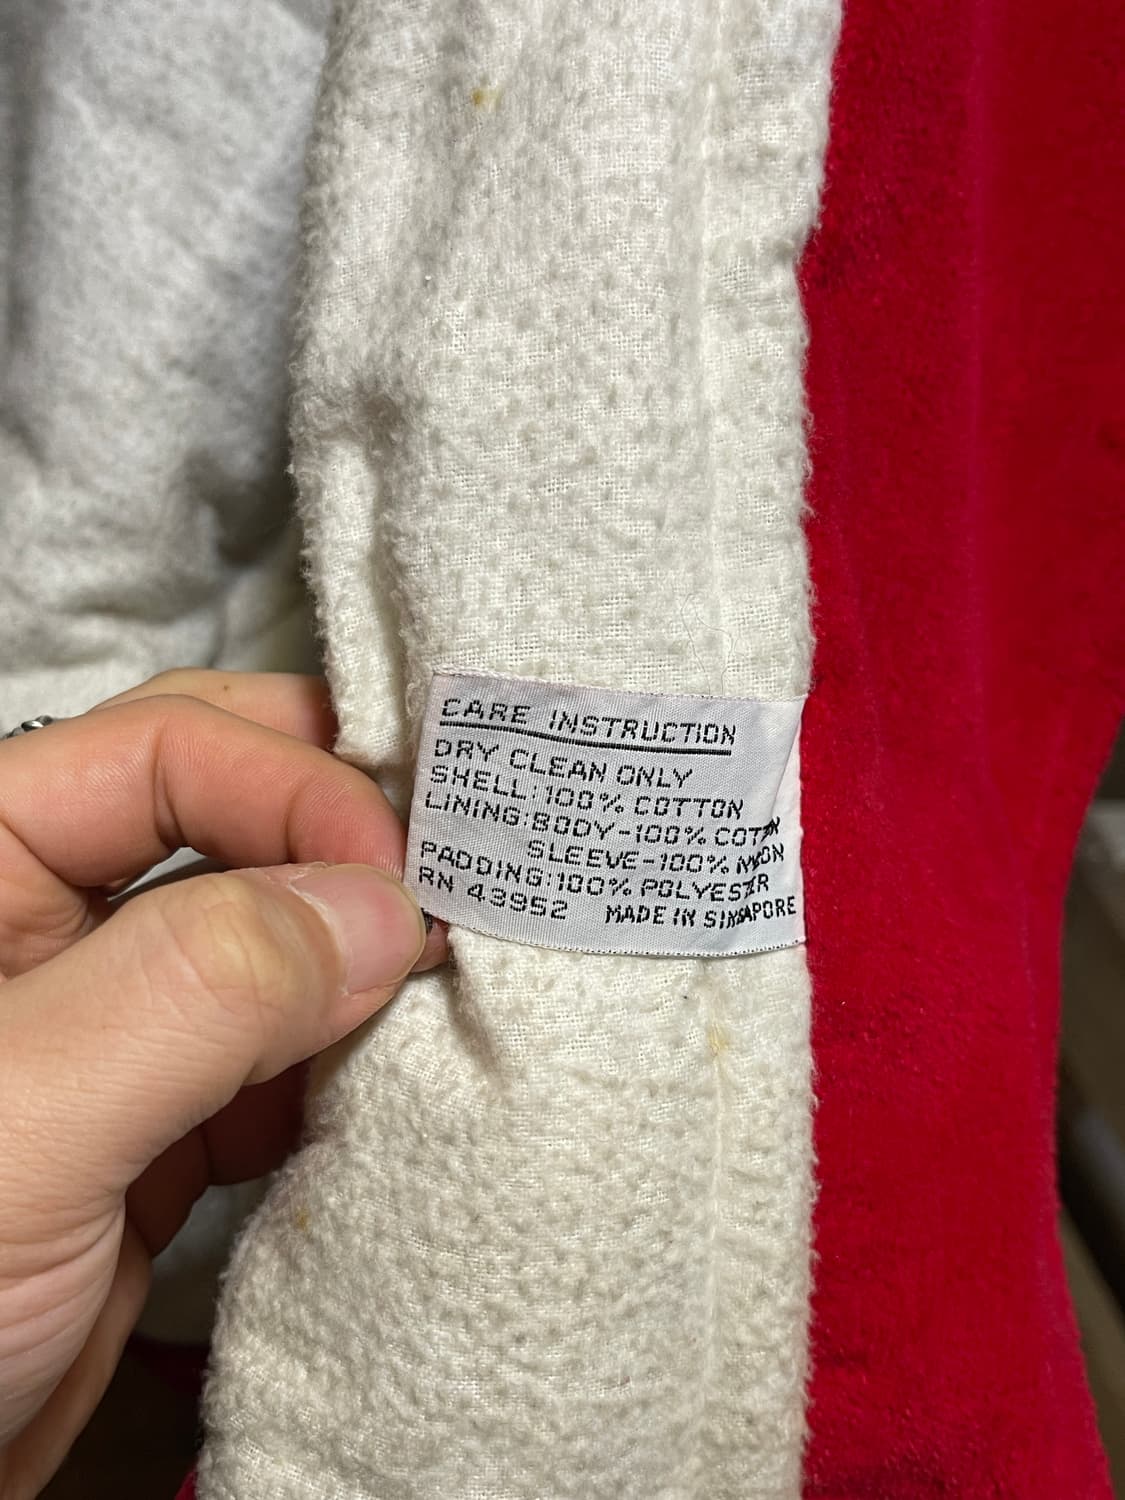 CARE INSTRUCTION
DRY CLEAN ONLY
SHELL:100% COTTON
LINING:BODY-100% COTTON
SLEEVE-100% NYLON
PADDING:100% POLYESTER
RN 43952 MADE IN SINGAPORE